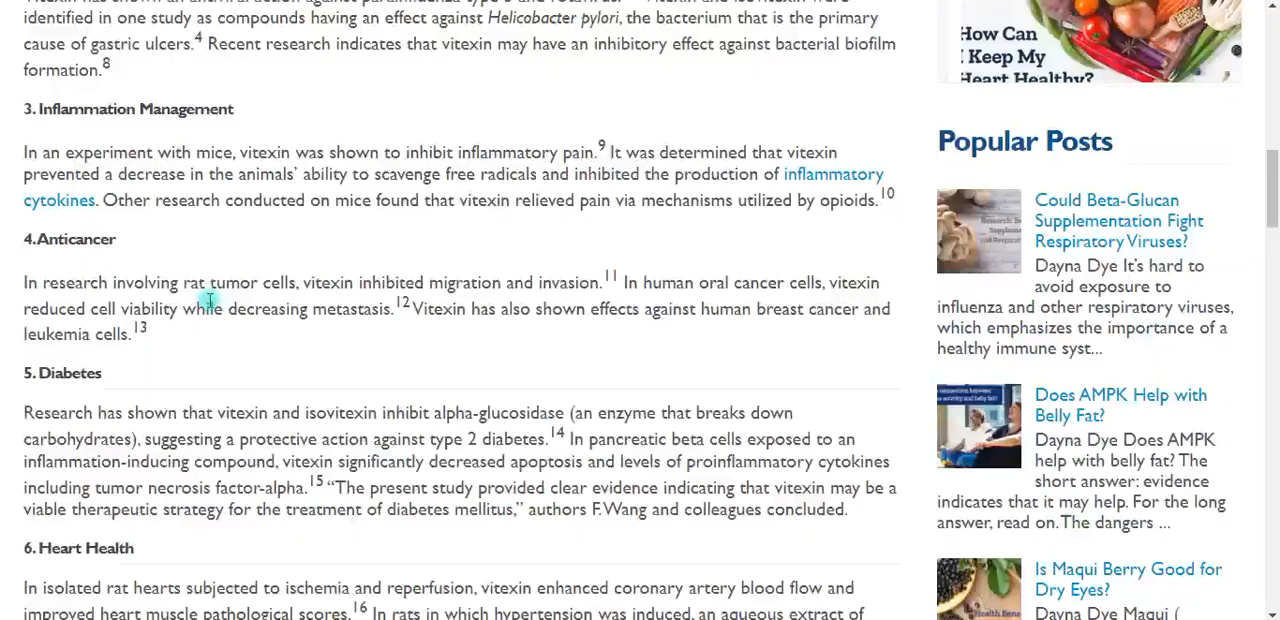 identified in one study as compounds having an effect against Helicobacter pylori, the bacterium that is the primary
cause of gastric ulcers.4 Recent research indicates that vitexin may have an inhibitory effect against bacterial biofilm
formation.8
3. Inflammation Management
In an experiment with mice, vitexin was shown to inhibit inflammatory pain.9 It was determined that vitexin
prevented a decrease in the animals' ability to scavenge free radicals and inhibited the production of inflammatory
cytokines. Other research conducted on mice found that vitexin relieved pain via mechanisms utilized by opioids.10
4.Anticancer
In research involving rat tumor cells, vitexin inhibited migration and invasion.11 In human oral cancer cells, vitexin
reduced cell viability while decreasing metastasis.12 Vitexin has also shown effects against human breast cancer and
leukemia cells.13
5. Diabetes
Research has shown that vitexin and isovitexin inhibit alpha-glucosidase (an enzyme that breaks down
carbohydrates), suggesting a protective action against type 2 diabetes.14 In pancreatic beta cells exposed to an
inflammation-inducing compound, vitexin significantly decreased apoptosis and levels of proinflammatory cytokines
including tumor necrosis factor-alpha.15 “The present study provided clear evidence indicating that vitexin may be a
viable therapeutic strategy for the treatment of diabetes mellitus,” authors F. Wang and colleagues concluded.
6. Heart Health
In isolated rat hearts subjected to ischemia and reperfusion, vitexin enhanced coronary artery blood flow and
improved heart muscle pathological scores.16 In rats in which hypertension was induced, an aqueous extract of
How Can
I Keep My
Heart Healthy?
Popular Posts
Could Beta-Glucan
Supplementation Fight
Respiratory Viruses?
Dayna Dye It's hard to
avoid exposure to
influenza and other respiratory viruses,
which emphasizes the importance of a
healthy immune syst...
Does AMPK Help with
Belly Fat?
Dayna Dye Does AMPK
help with belly fat? The
short answer: evidence
indicates that it may help. For the long
answer, read on. The dangers ...
Is Maqui Berry Good for
Dry Eyes?
Dayna Dye Maqui (